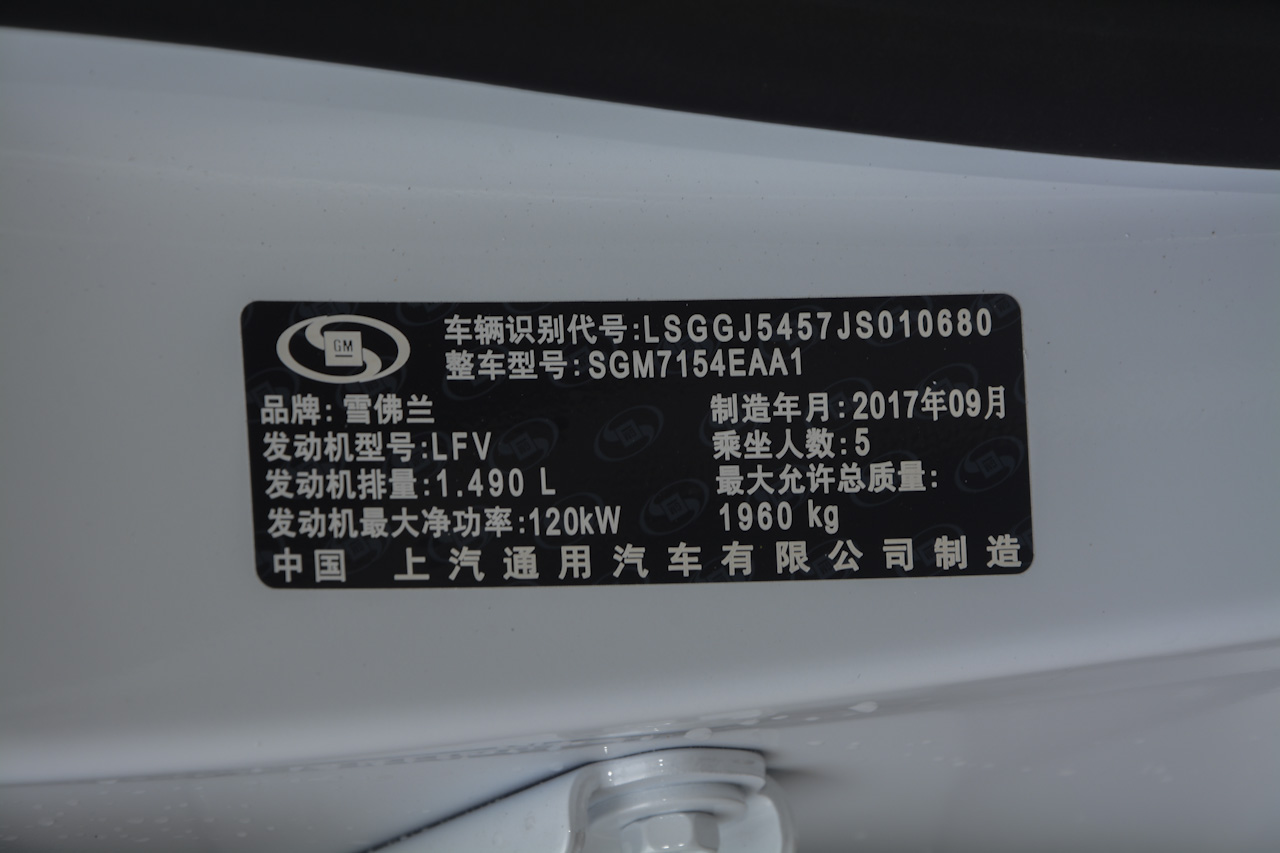 GM
车辆识别代号:LSGGJ5457JS010680
整车型号:SGM7154EAA1
品牌:雪佛兰
制造年月:2017年09月
发动机型号:LFV
乘坐人数:5
发动机排量:1.490 L
最大允许总质量:
发动机最大净功率:120kW
1960 kg
中国 上汽通用汽车有限公司制造